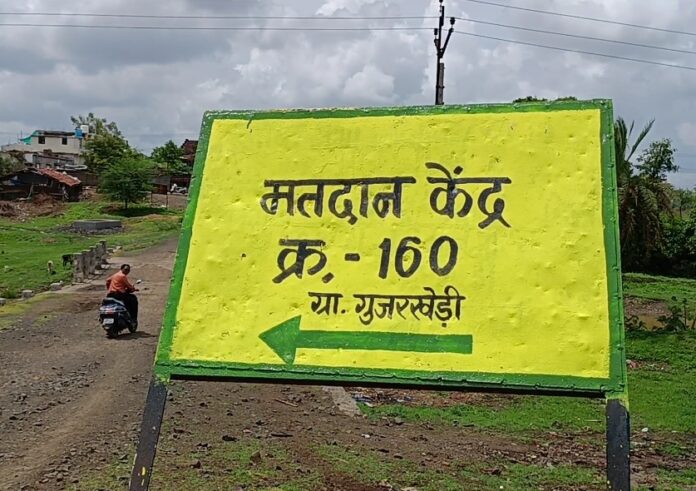 मतदान केंद्र
क्र. - 160
ग्रा. गुजरखेड़ी